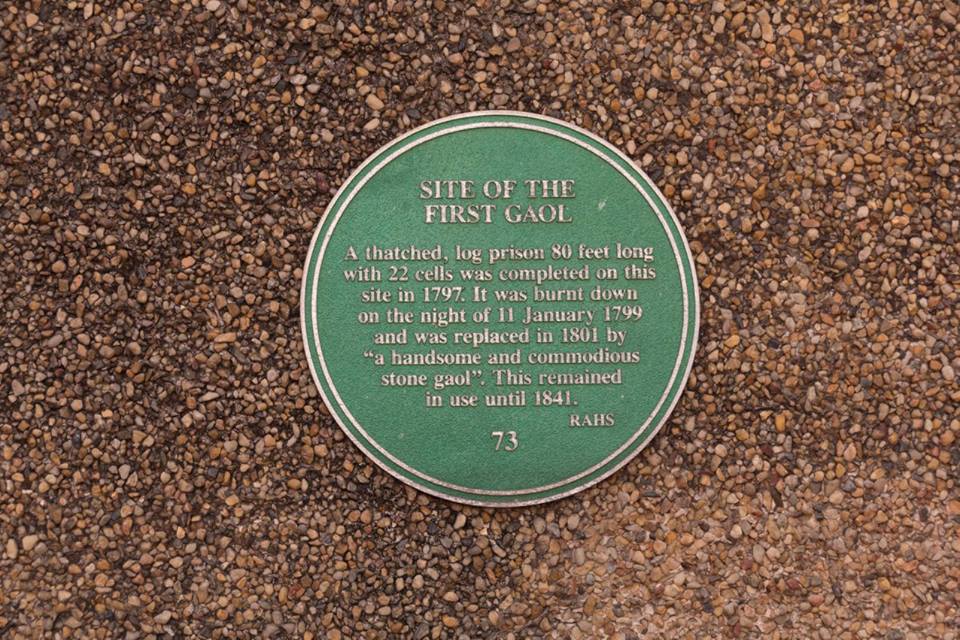 SITE OF THE
FIRST GAOL
A thatched, log prison 80 feet long
with 22 cells was completed on this
site in 1797. It was burnt down
on the night of 11 January 1799
and was replaced in 1801 by
“a handsome and commodious
stone gaol”. This remained
in use until 1841.
RAHS
73